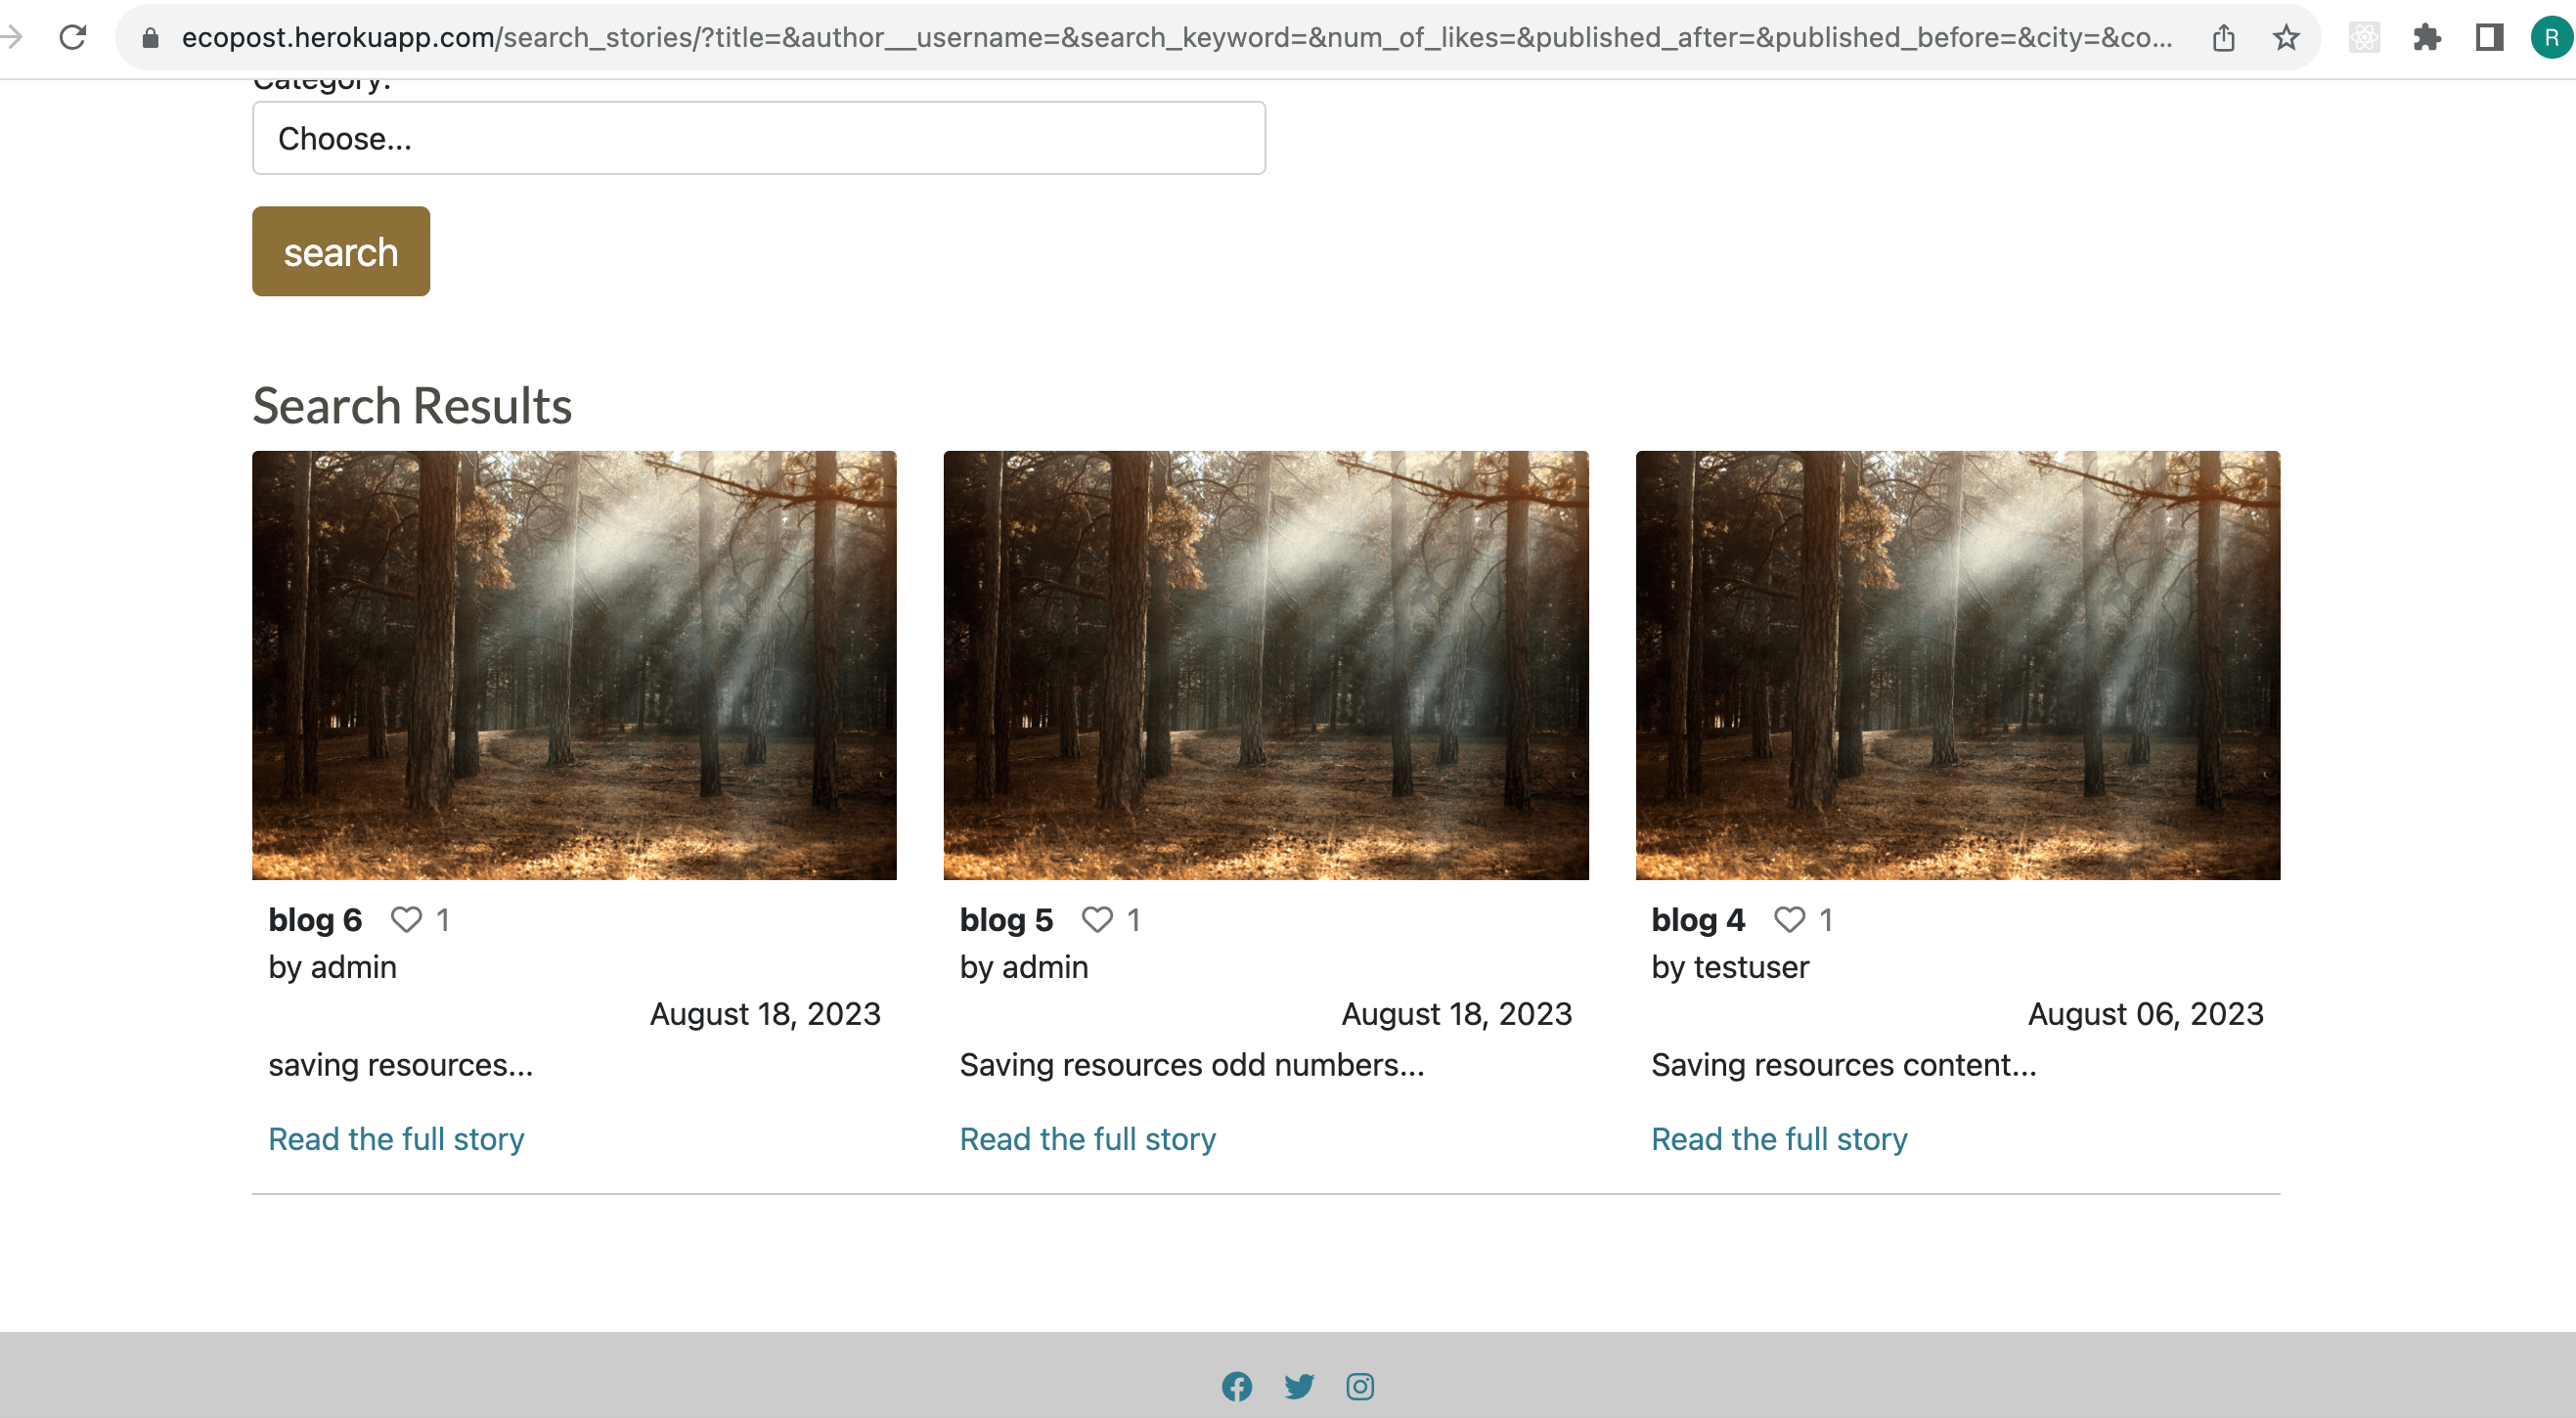 ecopost.herokuapp.com/search_stories/?title=&author__username=&search_keyword=&num_of_likes=&published_after=&published_before=&city=&co...
R
Category:
Choose...
search
Search Results
blog 6 1
by admin
August 18, 2023
saving resources...
Read the full story
blog 5 1
by admin
August 18, 2023
Saving resources odd numbers...
Read the full story
blog 4 1
by testuser
August 06, 2023
Saving resources content...
Read the full story